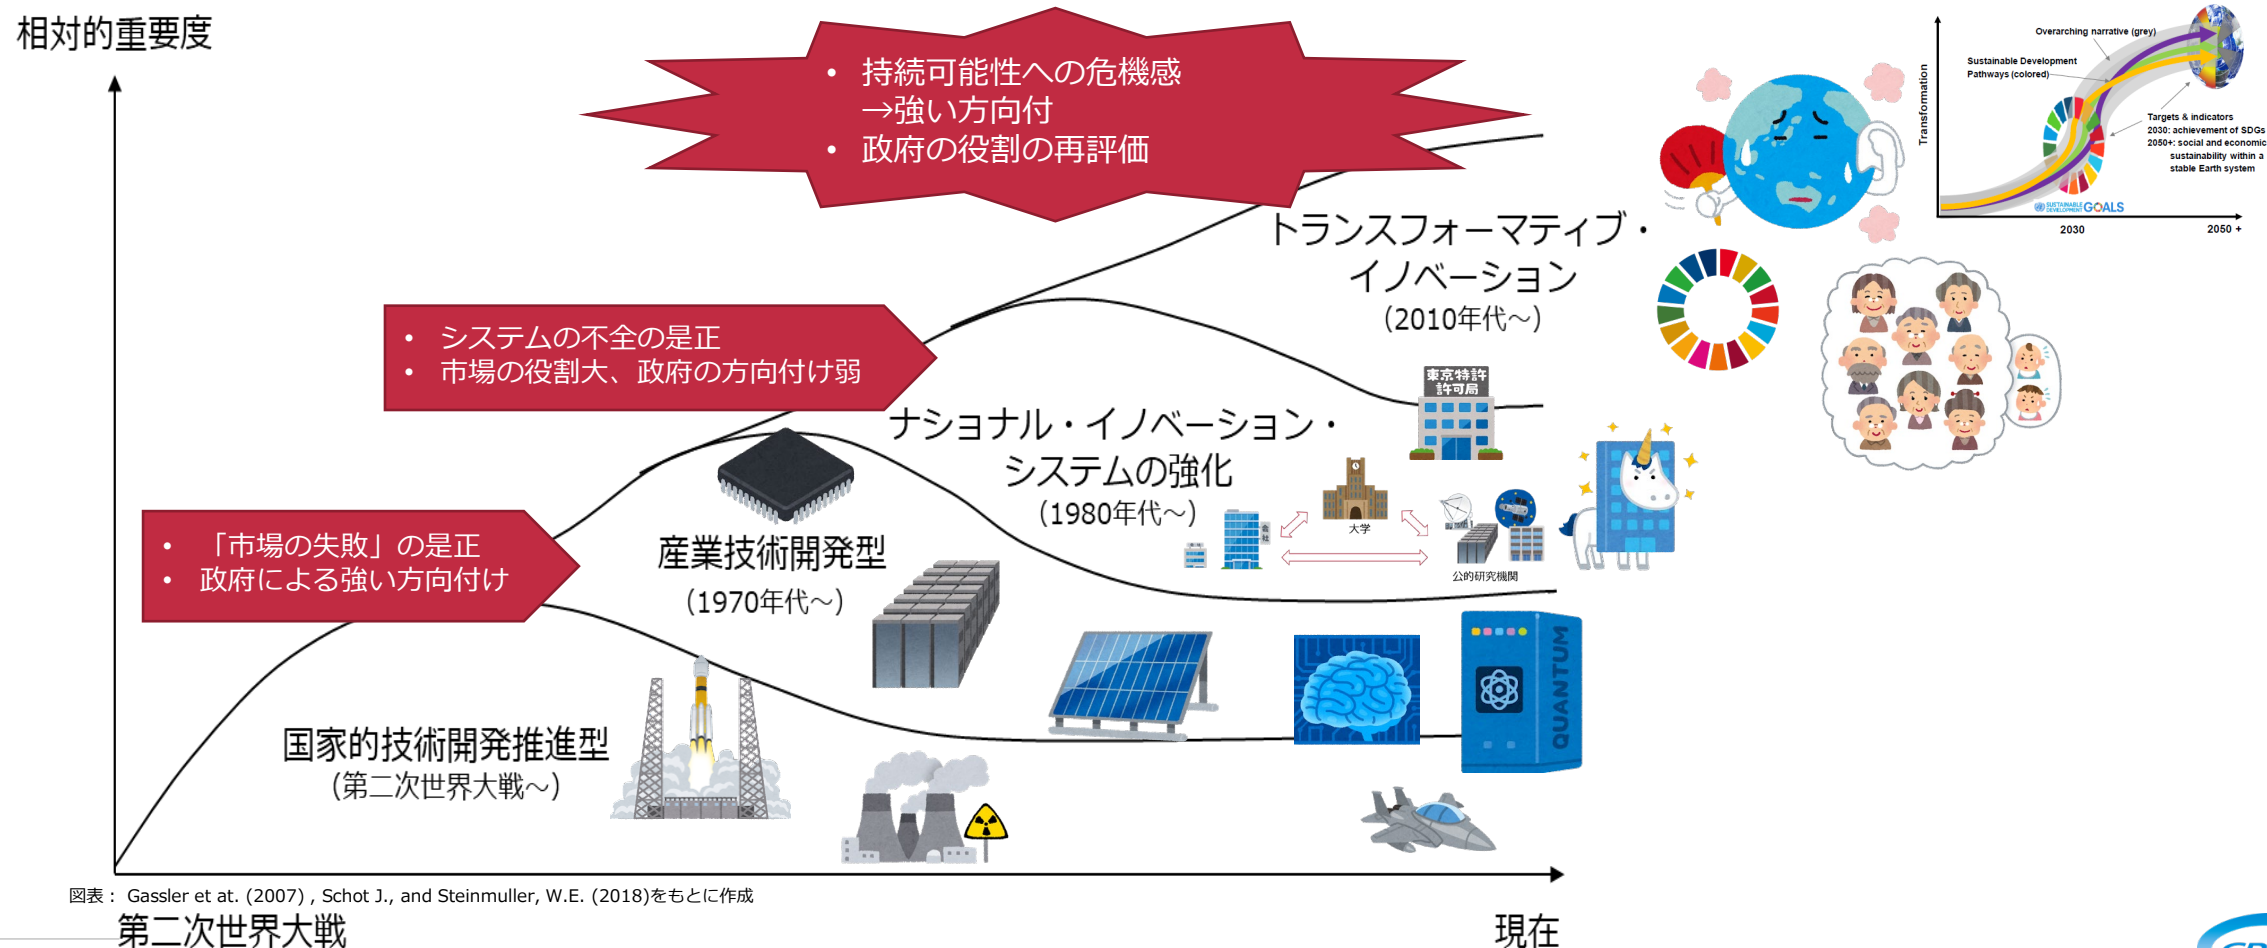 相対的重要度
• 持続可能性への危機感
→強い方向付
• 政府の役割の再評価
Overarching narrative (grey)
Sustainable Development
Pathways (colored)
Transformation
Targets & indicators
2030: achievement of SDGs
2050+: social and economic
sustainability within a
stable Earth system
SUSTAINABLE
DEVELOPMENT GOALS
2030
2050 +
トランスフォーマティブ・
イノベーション
(2010年代～)
• システムの不全の是正
• 市場の役割大、政府の方向付け弱
東京特許
許可局
ナショナル・イノベーション・
システムの強化
(1980年代～)
会社
大学
公的研究機関
• 「市場の失敗」の是正
• 政府による強い方向付け
産業技術開発型
(1970年代～)
QUANTUM
国家的技術開発推進型
(第二次世界大戦～)
図表： Gassler et at. (2007) , Schot J., and Steinmuller, W.E. (2018)をもとに作成
第二次世界大戦
現在